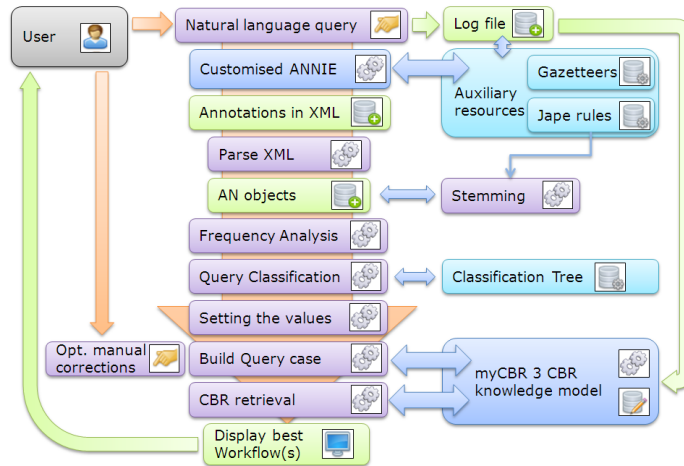 User
Natural language query
Log file
Customised ANNIE
Auxiliary
resources
Gazetteers
Jape rules
Annotations in XML
Parse XML
AN objects
Stemming
Frequency Analysis
Query Classification
Classification Tree
Setting the values
Opt. manual
corrections
Build Query case
myCBR 3 CBR
knowledge model
CBR retrieval
Display best
Workflow(s)